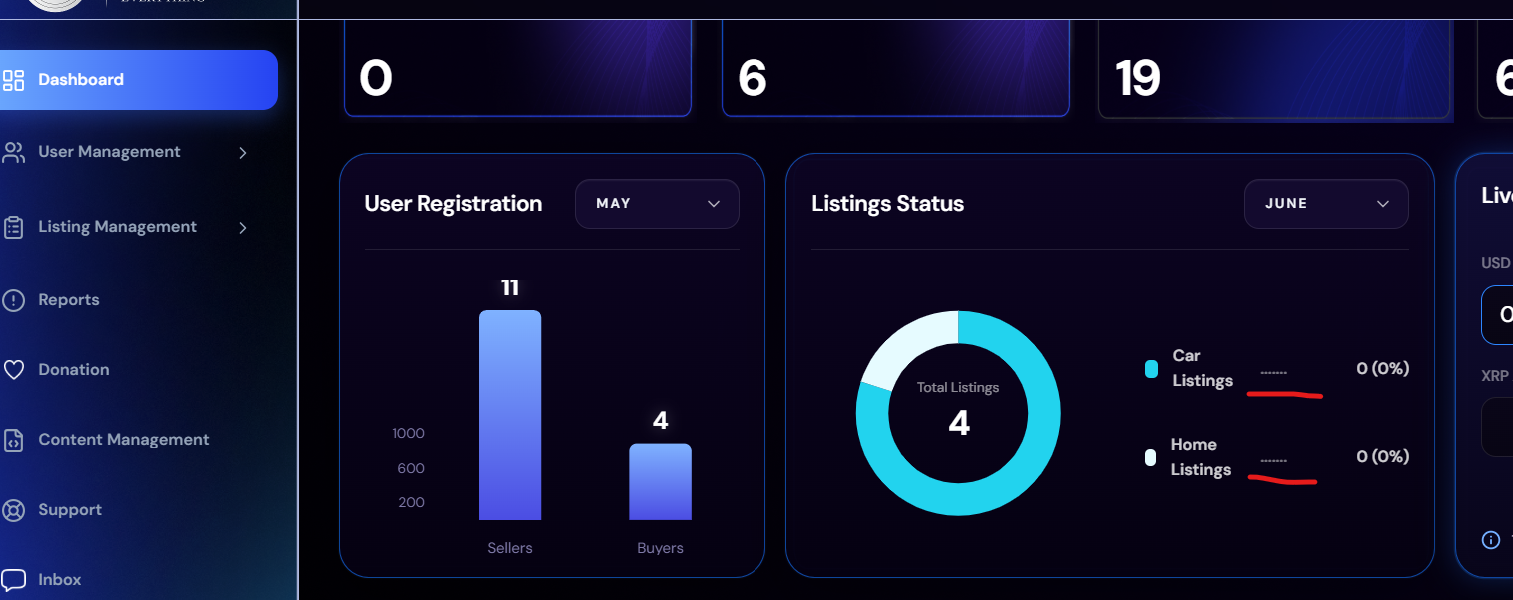 EVERYTHING
0
6
19
6
Dashboard
User Management
Listing Management
Reports
Donation
Content Management
Support
Inbox
User Registration
MAY
11
4
1000
600
200
Sellers
Buyers
Listings Status
JUNE
Total Listings
4
Car
Listings
........
0 (0%)
Home
Listings
........
0 (0%)
USD
XRP